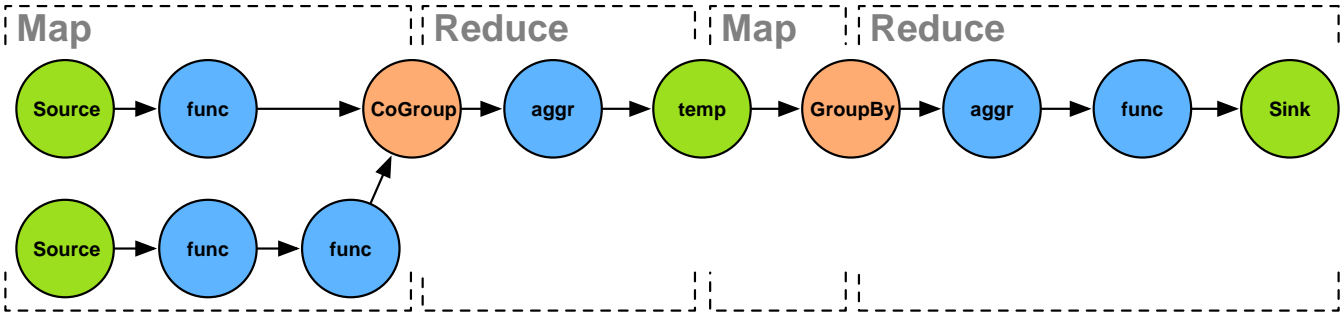 Map Reduce Map Reduce
Source func CoGroup aggr temp GroupBy aggr func Sink
Source func func